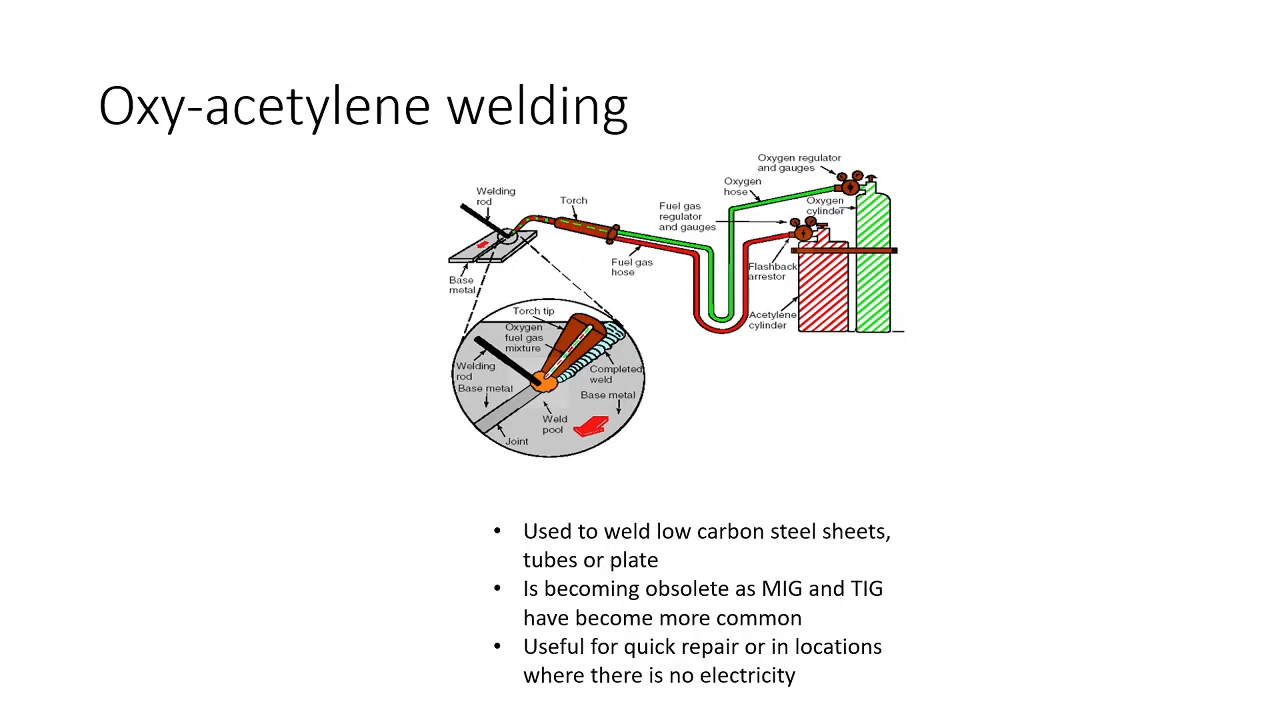 Oxy-acetylene welding
Oxygen regulator
and gauges
Oxygen
hose
Welding
rod
Torch
Oxygen
cylinder
Fuel gas
regulator
and gauges
Fuel gas
hose
Flashback
arrestor
Base
metal
Acetylene
cylinder
Torch tip
Oxygen
fuel gas
mixture
Welding
rod
Completed
weld
Base metal
Base metal
Weld
pool
Joint
• Used to weld low carbon steel sheets,
tubes or plate
• Is becoming obsolete as MIG and TIG
have become more common
• Useful for quick repair or in locations
where there is no electricity